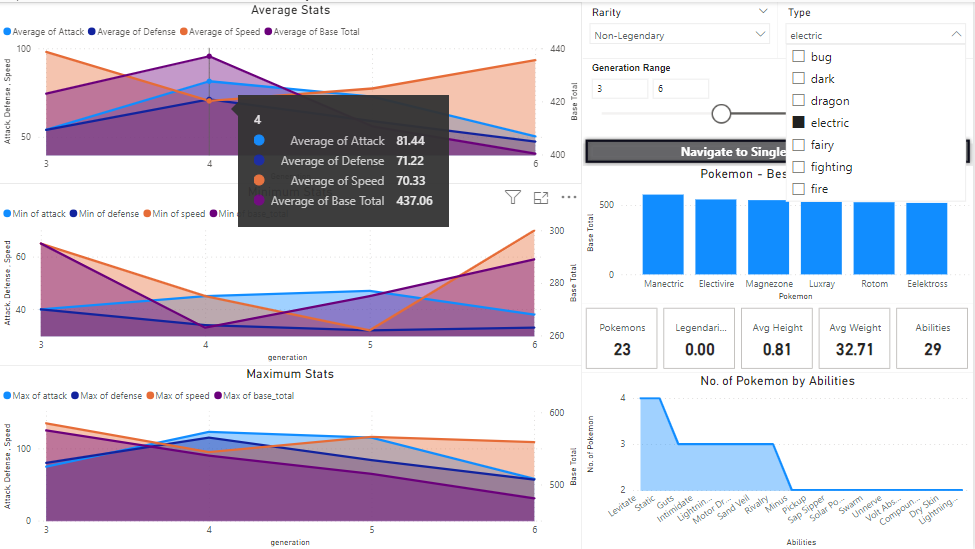 Average Stats
Average of Attack Average of Defense Average of Speed Average of Base Total
100
50
440
420
400
Attack, Defense , Speed
Base Total
3 4 6
4
Average of Attack 81.44
Average of Defense 71.22
Average of Speed 70.33
Average of Base Total 437.06
Min of attack Min of defense Min of speed Min
60
40
300
280
260
Attack, Defense , Speed
Base Total
3 4 5 6
generation
Maximum Stats
Max of attack Max of defense Max of speed Max of base_total
100
0
600
500
Attack, Defense , Speed
Base Total
3 4 5 6
generation
Rarity
Non-Legendary
Type
electric
bug
dark
dragon
electric
fairy
fighting
fire
Generation Range
3 6
Navigate to Single
Pokemon - Bes
500
0
Base Total
Manectric Electivire Magnezone Luxray Rotom Eelektross
Pokemon
Pokemons
23
Legendari...
0.00
Avg Height
0.81
Avg Weight
32.71
Abilities
29
No. of Pokemon by Abilities
4
3
2
No. of Pokemon
Levitate Static Guts Intimidate Lightnin... Motor Dr... Sand Veil Rivalry Minus Pickup Sap Sipper Solar Po... Swarm Unnerve Volt Abs... Compoun... Dry Skin Lightning...
Abilities